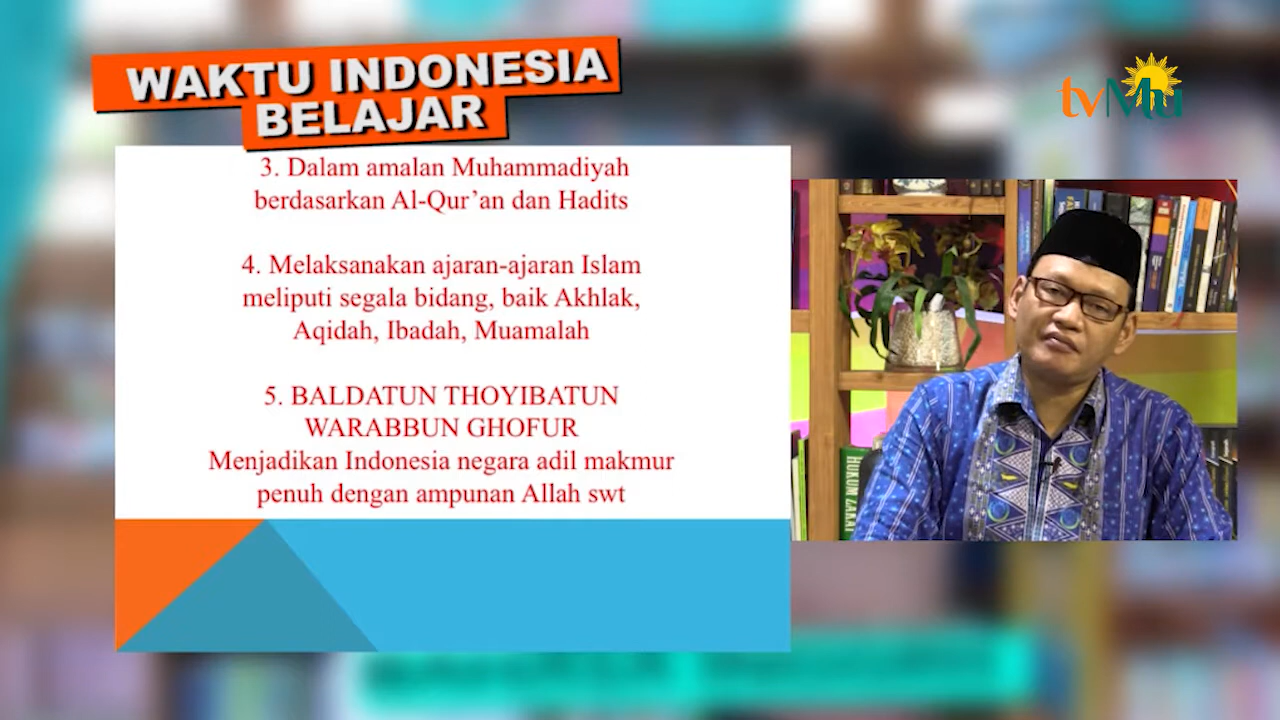 WAKTU INDONESIA
BELAJAR
tvMu
3. Dalam amalan Muhammadiyah
berdasarkan Al-Qur’an dan Hadits
4. Melaksanakan ajaran-ajaran Islam
meliputi segala bidang, baik Akhlak,
Aqidah, Ibadah, Muamalah
5. BALDATUN THOYIBATUN
WARABBUN GHOFUR
Menjadikan Indonesia negara adil makmur
penuh dengan ampunan Allah swt
HUKUM ZAKAT